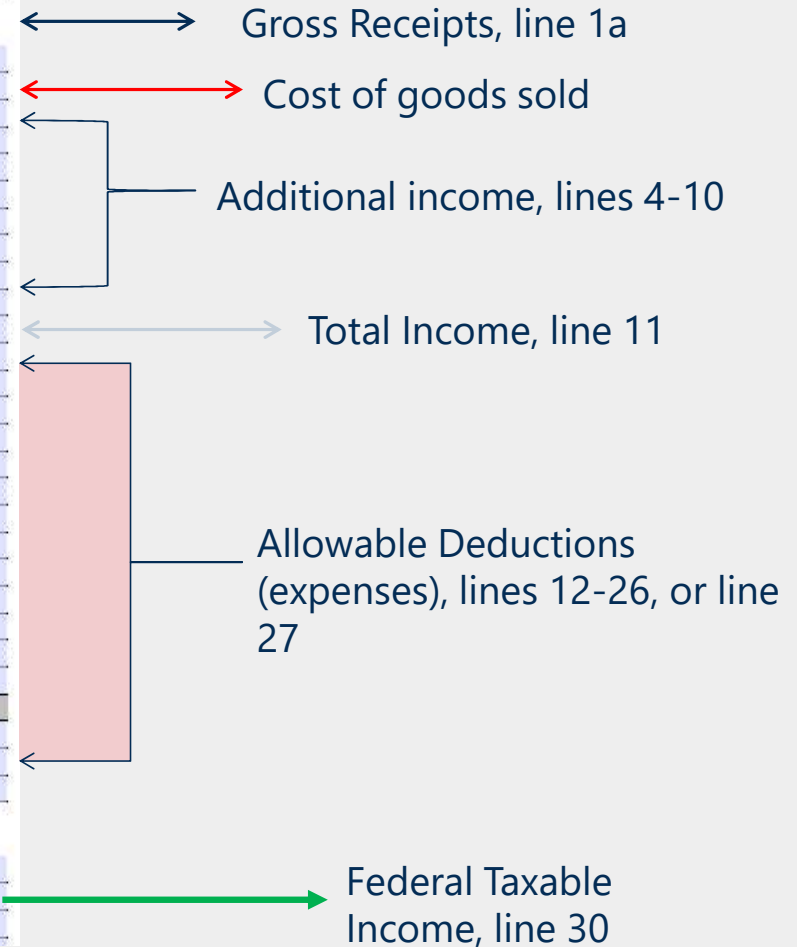 Gross Receipts, line 1a
Cost of goods sold
Additional income, lines 4-10
Total Income, line 11
Allowable Deductions
(expenses), lines 12-26, or line
27
Federal Taxable
Income, line 30